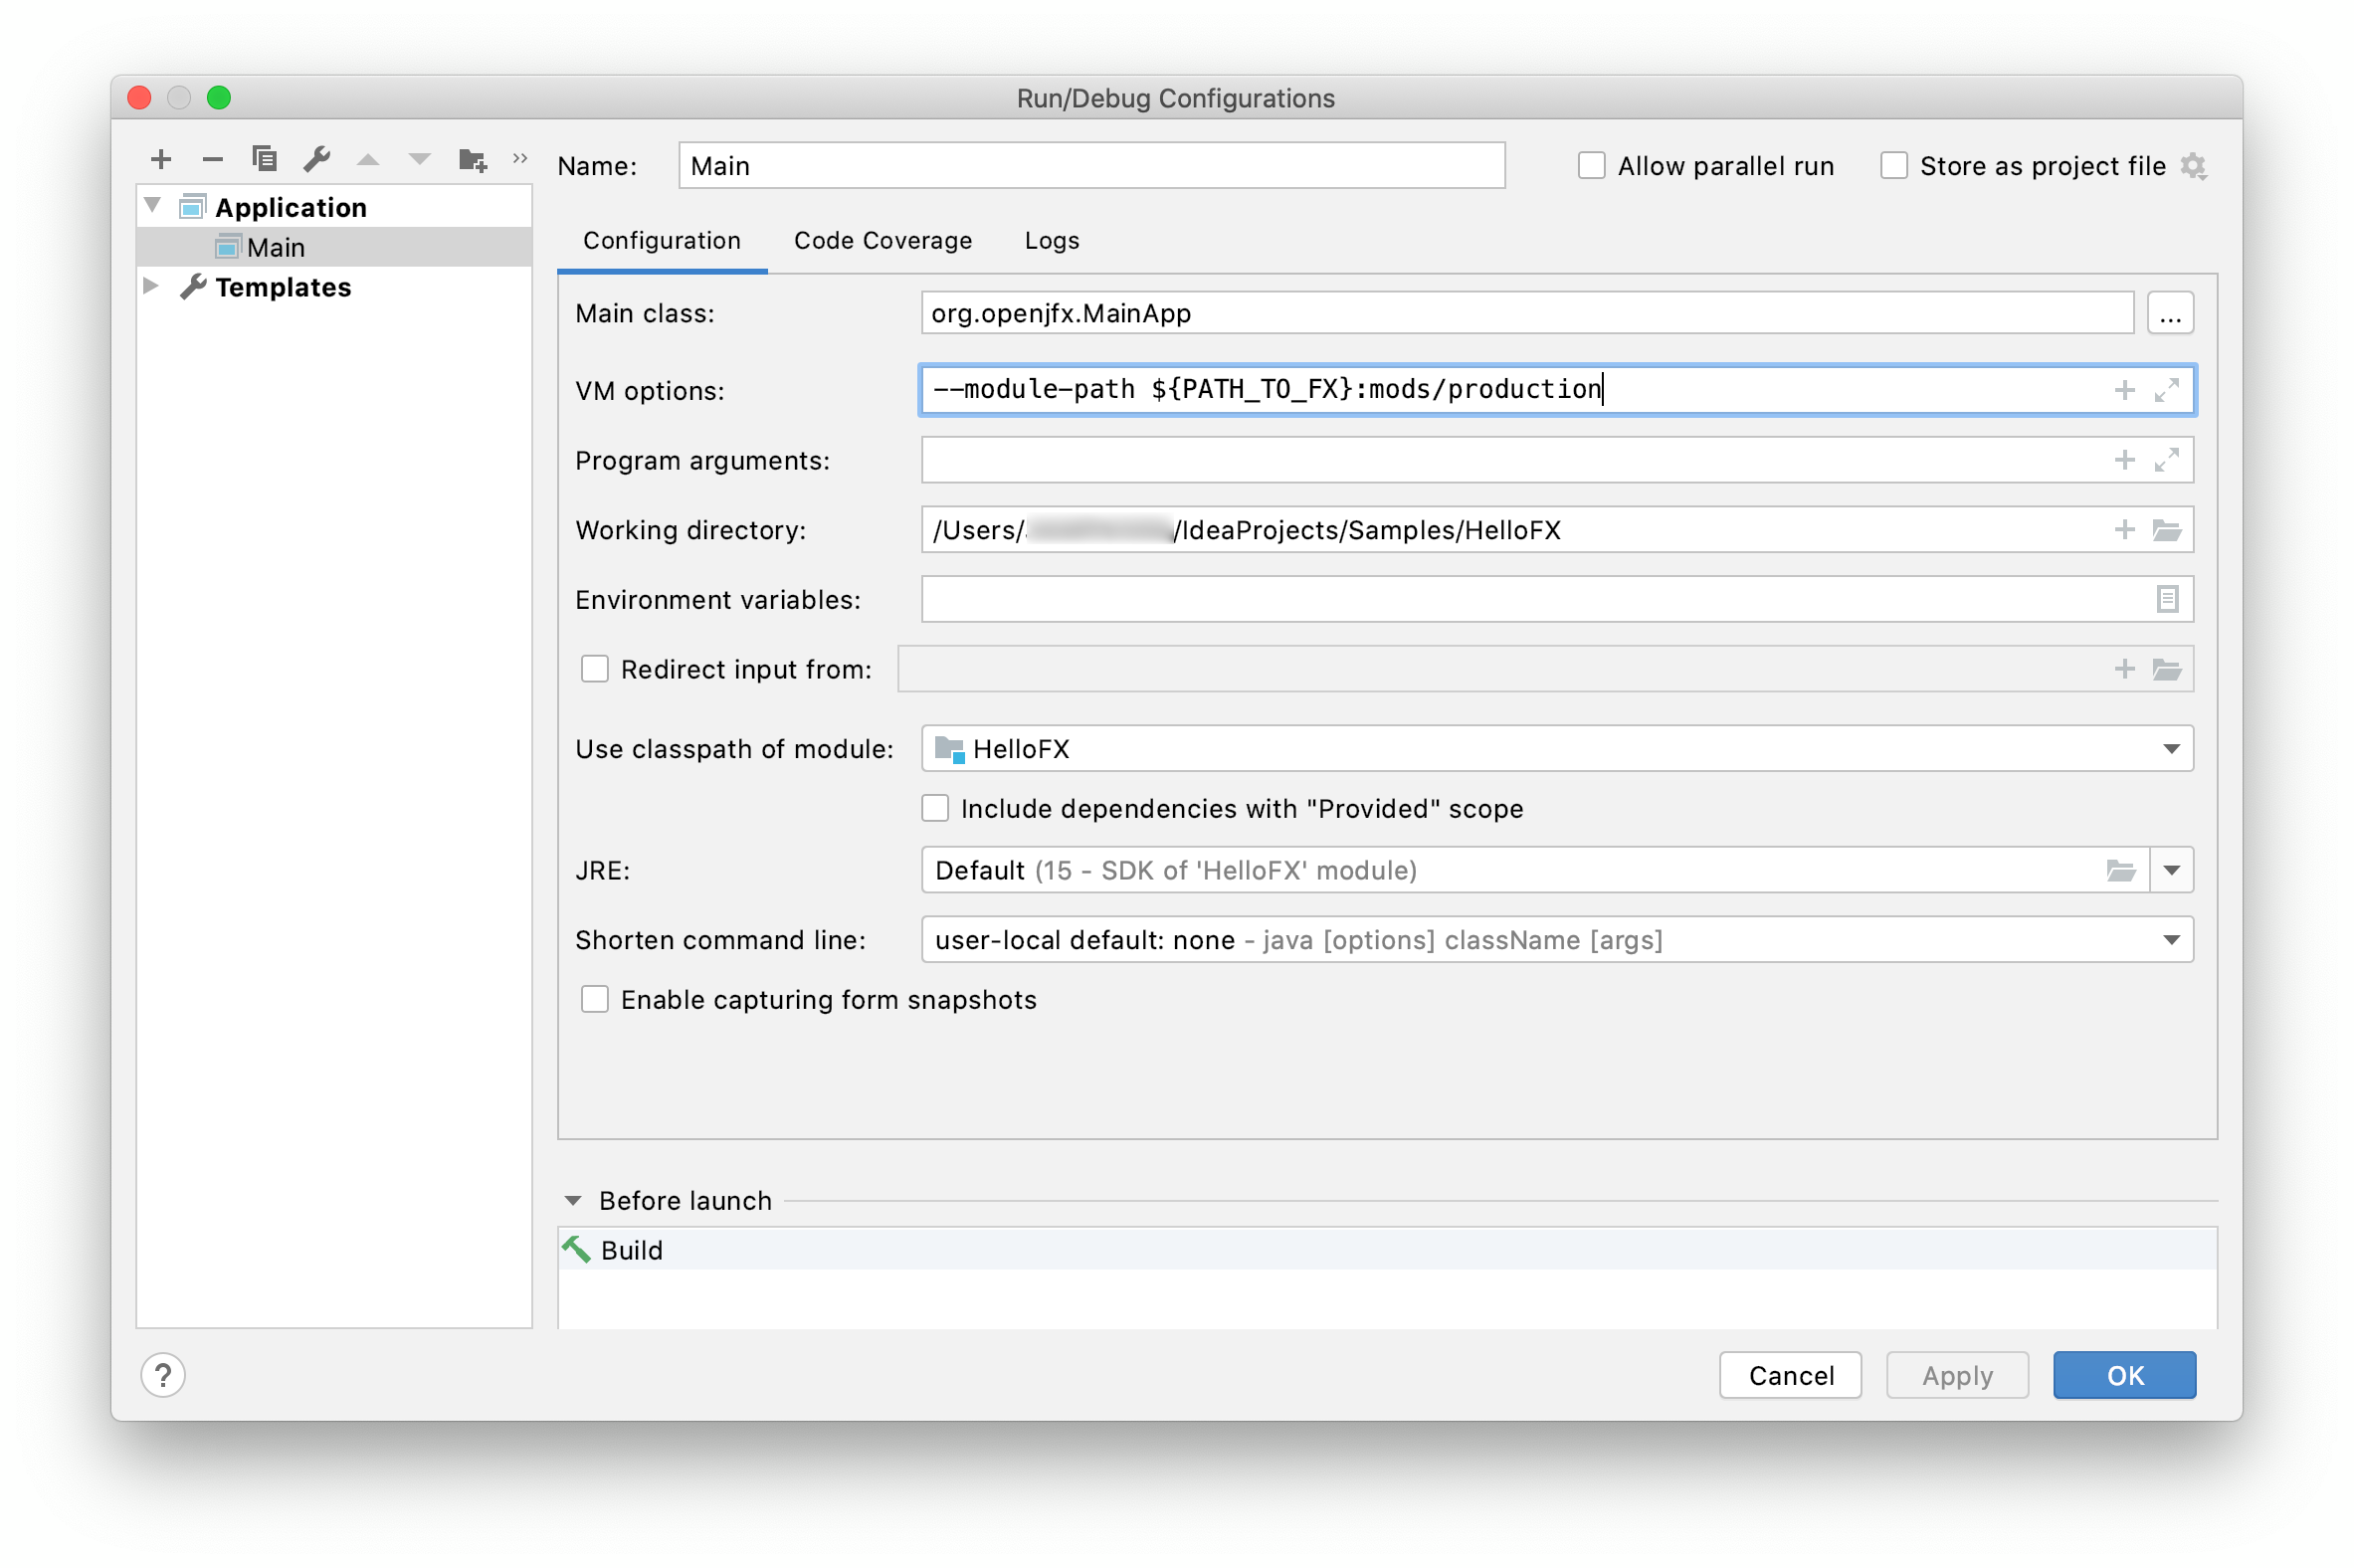 Run/Debug Configurations
Name: Main Allow parallel run Store as project file
Application
Main
Templates
Configuration Code Coverage Logs
Main class: org.openjfx.MainApp ...
VM options: --module-path ${PATH_TO_FX}:mods/production
Program arguments:
Working directory: /Users/ /IdeaProjects/Samples/HelloFX
Environment variables:
Redirect input from:
Use classpath of module: HelloFX
Include dependencies with "Provided" scope
JRE: Default (15 - SDK of 'HelloFX' module)
Shorten command line: user-local default: none - java [options] className [args]
Enable capturing form snapshots
Before launch
Build
? Cancel Apply OK